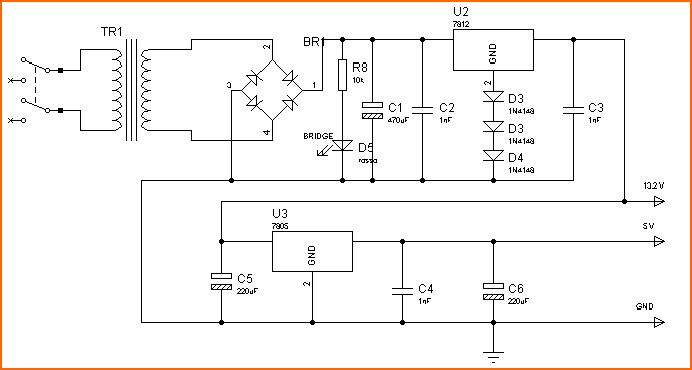 TR1
BR1
2
3
1
4
R8
10k
BRIDGE
D5
rosso
C1
470uF
C2
1nF
U2
7812
GND
2
D3
1N4148
D3
1N4148
D4
1N4148
C3
1nF
13.2V
U3
7805
GND
2
5V
C5
220uF
C4
1nF
C6
220uF
GND